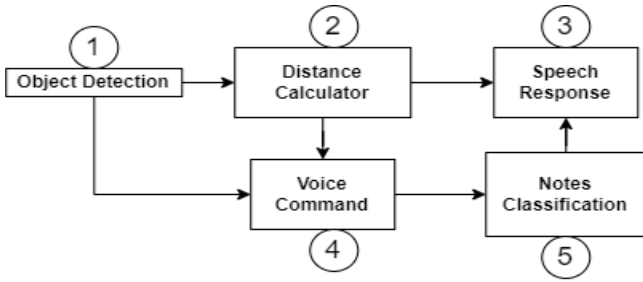 1
2
3
Object Detection
Distance
Calculator
Speech
Response
Voice
Command
Notes
Classification
4
5